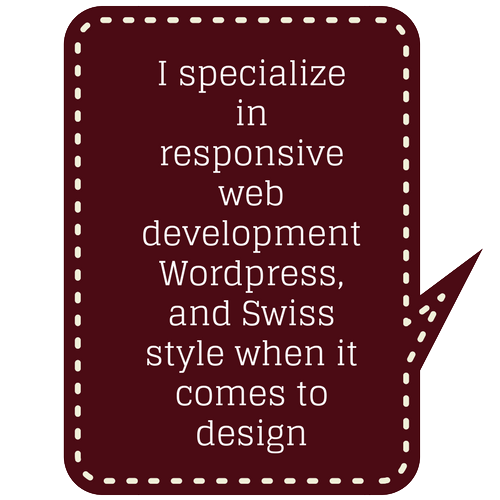 I specialize
in
responsive
web
development
Wordpress,
and Swiss
style when it
comes to
design